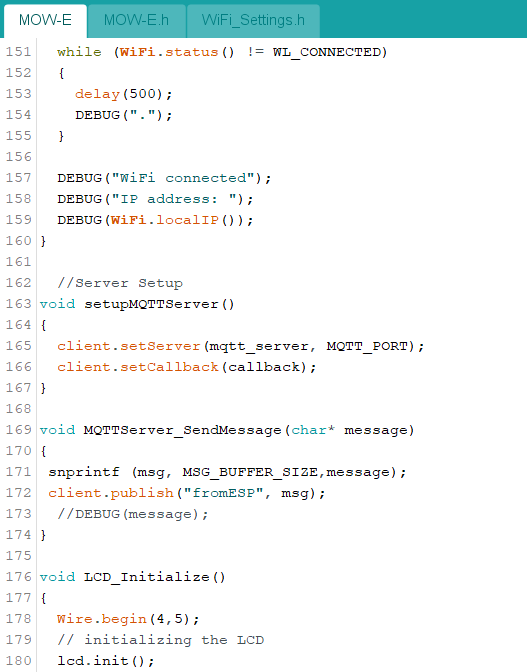 MOW-E MOW-E.h WiFi_Settings.h
151 while (WiFi.status() != WL_CONNECTED)
152 {
153 delay(500);
154 DEBUG(".");
155 }
156
157 DEBUG("WiFi connected");
158 DEBUG("IP address: ");
159 DEBUG(WiFi.localIP());
160 }
161
162 //Server Setup
163 void setupMQTTServer()
164 {
165 client.setServer(mqtt_server, MQTT_PORT);
166 client.setCallback(callback);
167 }
168
169 void MQTTServer_SendMessage(char* message)
170 {
171 snprintf (msg, MSG_BUFFER_SIZE,message);
172 client.publish("fromESP", msg);
173 //DEBUG(message);
174 }
175
176 void LCD_Initialize()
177 {
178 Wire.begin(4,5);
179 // initializing the LCD
180 lcd.init();